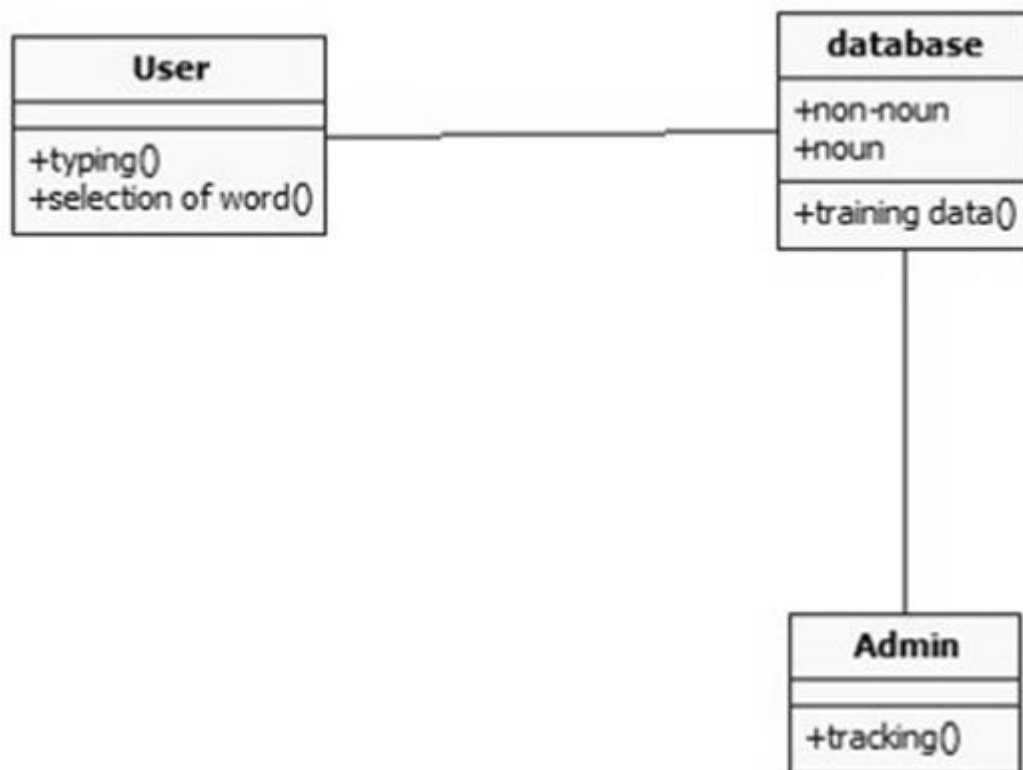 User
+typing()
+selection of word()
database
+non-noun
+noun
+training data()
Admin
+tracking()